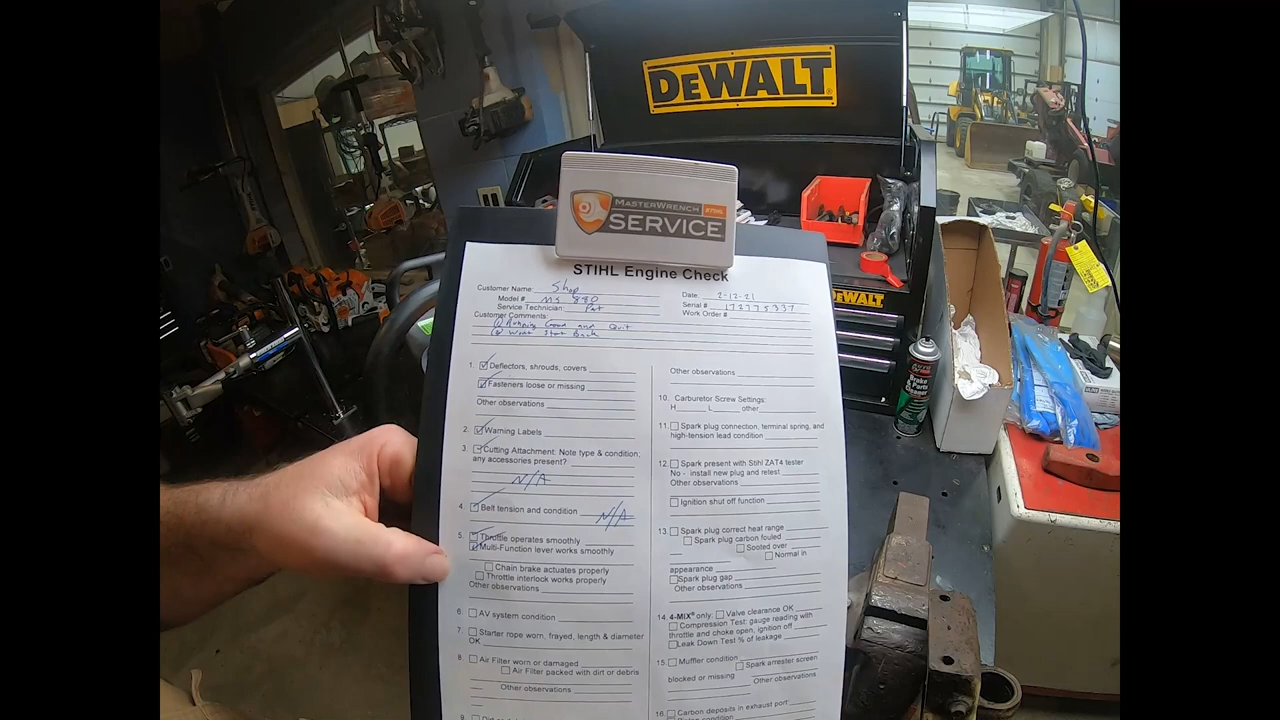 DEWALT
MASTERWRENCH STIHL
SERVICE
STIHL Engine Check
Customer Name: Shop
Model # MS 880
Service Technician: Pat
Customer Comments:
① Running Good and Quit
② Wont Start Back
Date: 2-12-21
Serial # 172775337
Work Order #
1. Deflectors, shrouds, covers
Fasteners loose or missing
Other observations
2. Warning Labels
3. Cutting Attachment: Note type & condition;
any accessories present?
N/A
4. Belt tension and condition
N/A
5. Throttle operates smoothly
Multi-Function lever works smoothly
Chain brake actuates properly
Throttle interlock works properly
Other observations
6. AV system condition
7. Starter rope worn, frayed, length & diameter
OK
8. Air Filter worn or damaged
Air Filter packed with dirt or debris
Other observations
9.
Other observations
10. Carburetor Screw Settings:
H L other
11. Spark plug connection, terminal spring, and
high-tension lead condition
12. Spark present with Stihl ZAT4 tester
No - install new plug and retest
Other observations
Ignition shut off function
13. Spark plug correct heat range
Spark plug carbon fouled
Sooted over
Normal in
appearance
Spark plug gap
Other observations
14. 4-MIX® only: Valve clearance OK
Compression Test: gauge reading with
throttle and choke open, ignition off
Leak Down Test % of leakage
15. Muffler condition
Spark arrester screen
blocked or missing
Other observations
16. Carbon deposits in exhaust port:
DEWALT
Brake
& Parts
Cleaner